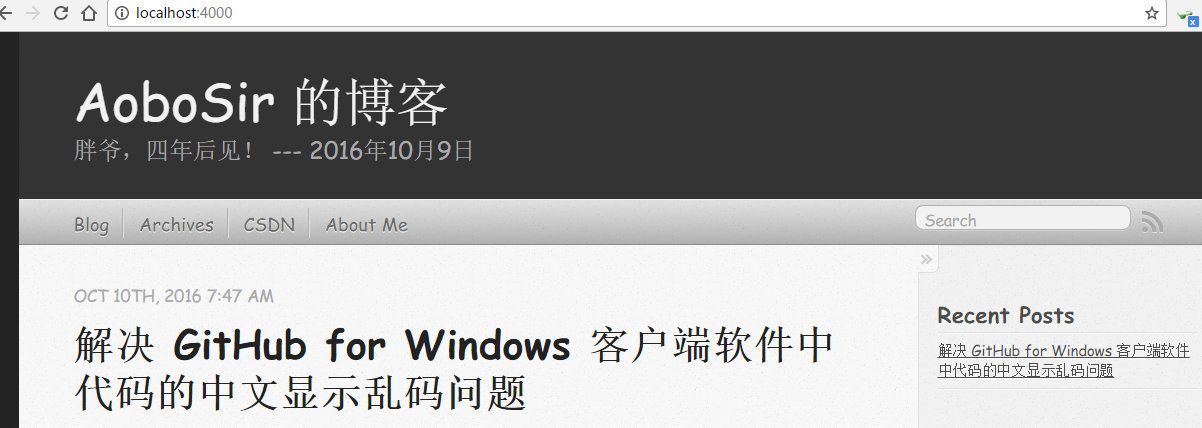 localhost:4000
AoboSir 的博客
胖爷，四年后见！ --- 2016年10月9日
Blog Archives CSDN About Me Search
»
OCT 10TH, 2016 7:47 AM
解决 GitHub for Windows 客户端软件中
代码的中文显示乱码问题
Recent Posts
解决 GitHub for Windows 客户端软件
中代码的中文显示乱码问题